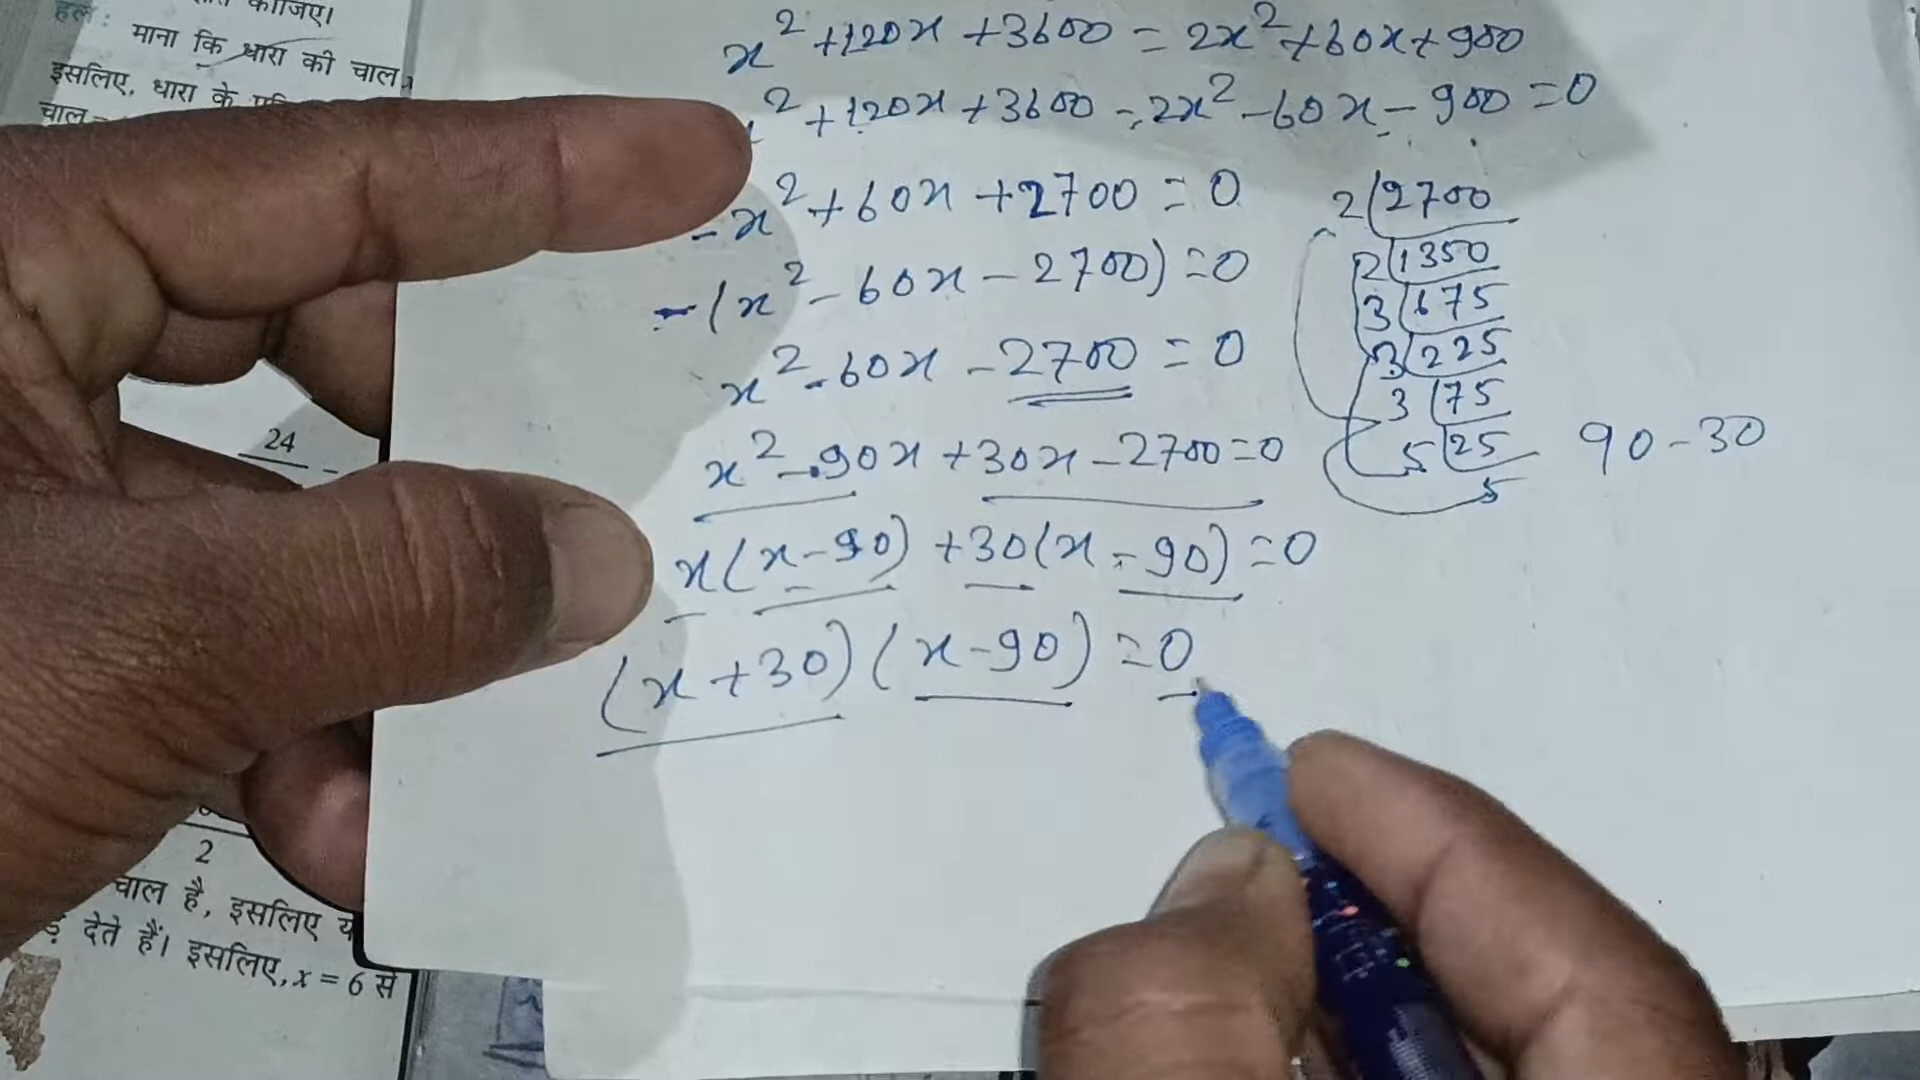 हल :
कीजिए।
माना कि धारा की चाल x
इसलिए, धारा के
चाल
24
2
चाल है, इसलिए
देते हैं। इसलिए, x = 6 से
x² +120x +3600 = 2x² +60x+900
x² +120x +3600 -2x² -60x - 900 =0
-x² +60x +2700 = 0
-(x² - 60x - 2700) =0
x² -60x -2700 = 0
x² -90x +30x -2700=0
x(x-90) +30(x -90) =0
(x+30) (x-90) =0
2 2700
2 1350
3 675
3 225
3 75
5 25
5
90-30